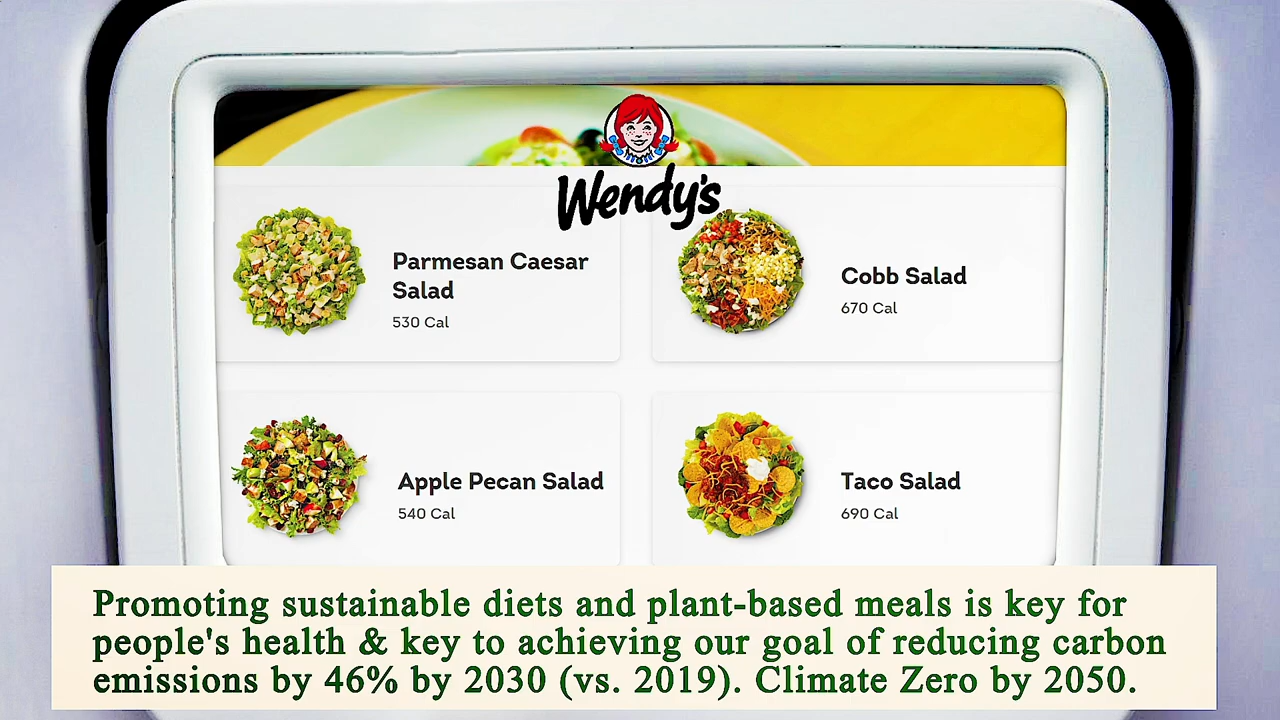 Wendy's
Parmesan Caesar
Salad
530 Cal
Cobb Salad
670 Cal
Apple Pecan Salad
540 Cal
Taco Salad
690 Cal
Promoting sustainable diets and plant-based meals is key for
people's health & key to achieving our goal of reducing carbon
emissions by 46% by 2030 (vs. 2019). Climate Zero by 2050.